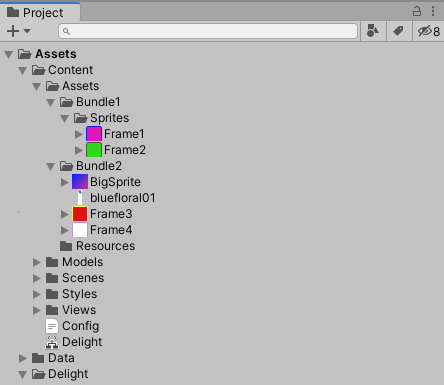 Project
8
Assets
Content
Assets
Bundle1
Sprites
Frame1
Frame2
Bundle2
BigSprite
bluefloral01
Frame3
Frame4
Resources
Models
Scenes
Styles
Views
Config
Delight
Data
Delight